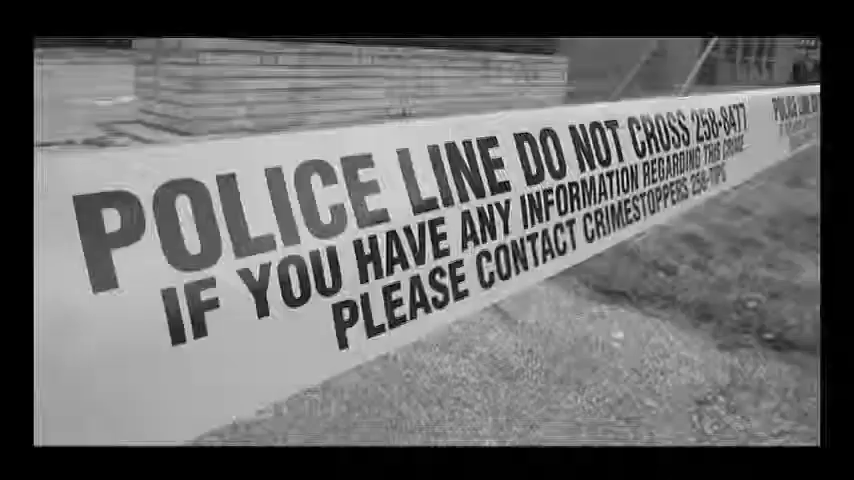 POLICE LINE DO NOT CROSS 258-8477
IF YOU HAVE ANY INFORMATION REGARDING THIS CRIME
PLEASE CONTACT CRIMESTOPPERS 258-TIPS
POLICE LINE